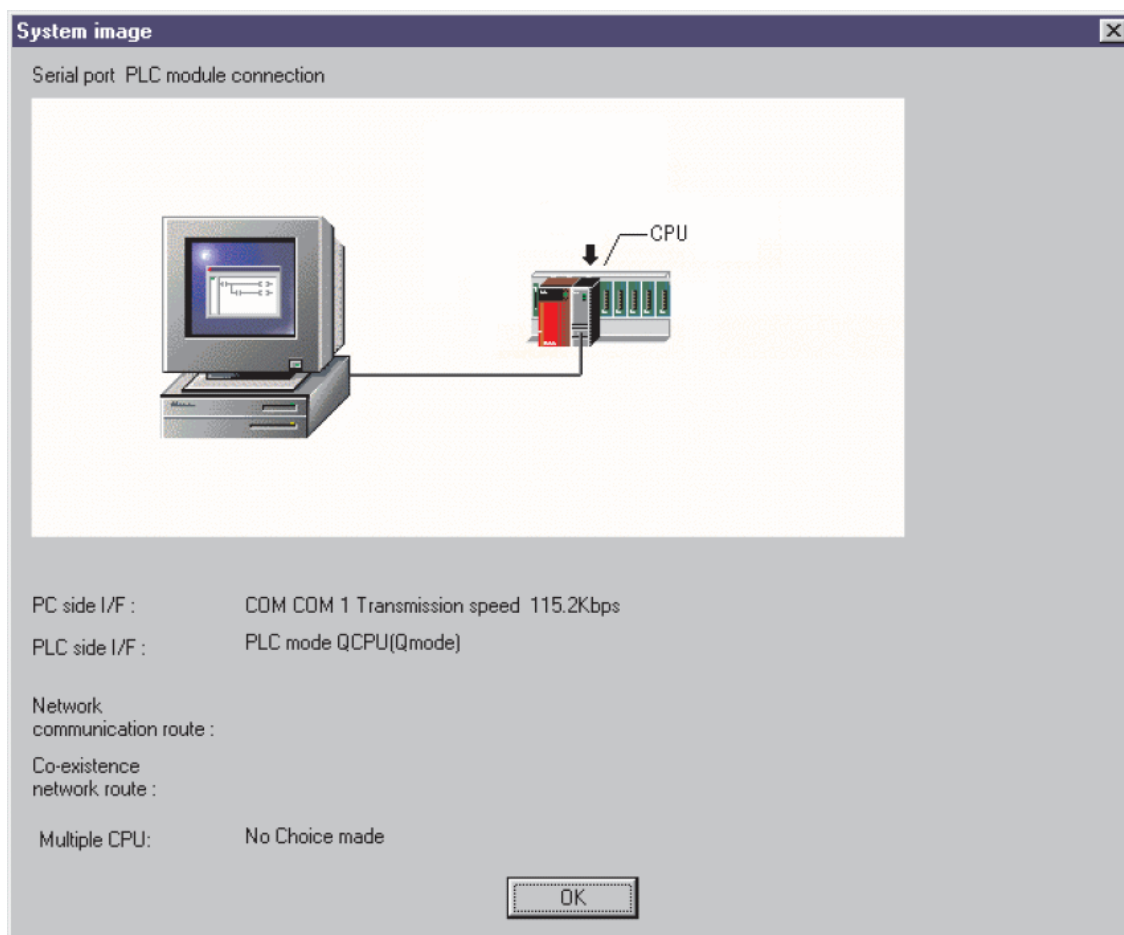 System image
Serial port PLC module connection
CPU
PC side I/F : COM COM 1 Transmission speed 115.2Kbps
PLC side I/F : PLC mode QCPU(Qmode)
Network
communication route :
Co-existence
network route :
Multiple CPU: No Choice made
OK